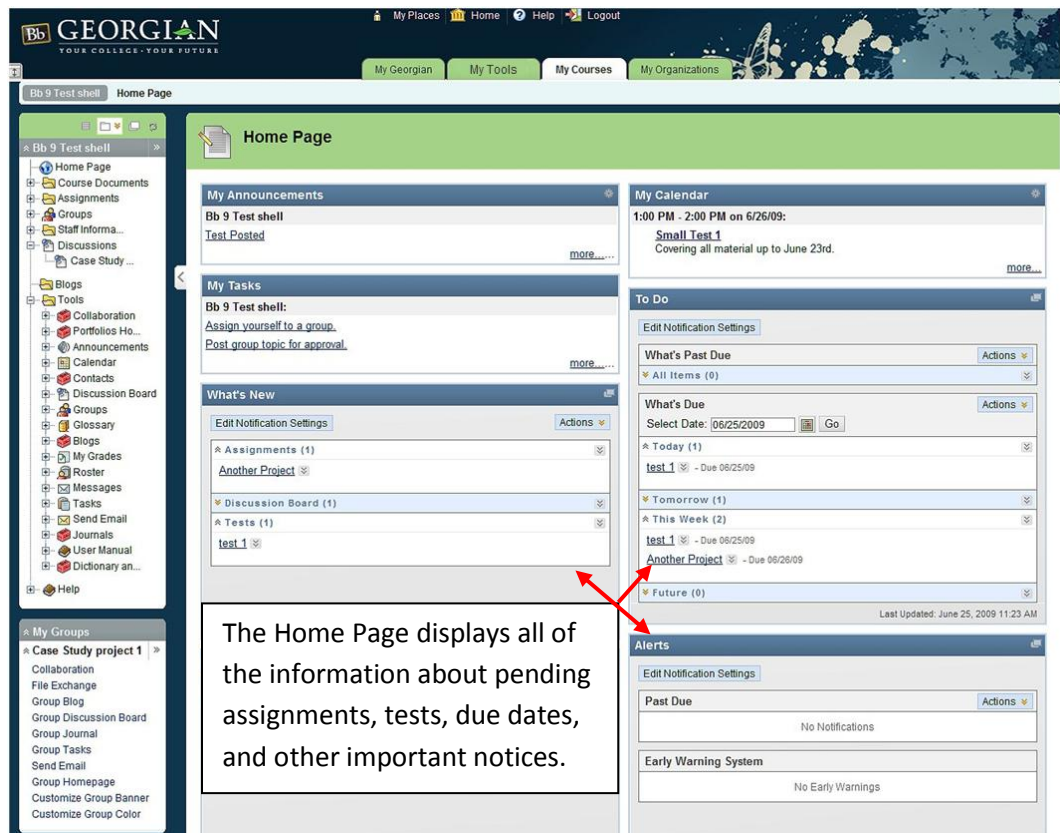 My Places Home Help Logout
Bb GEORGIAN
YOUR COLLEGE-YOUR FUTURE
My Georgian My Tools My Courses My Organizations
Bb 9 Test shell Home Page
Bb 9 Test shell
Home Page
Course Documents
Assignments
Groups
Staff Informa...
Discussions
Case Study ...
Blogs
Tools
Collaboration
Portfolios Ho...
Announcements
Calendar
Contacts
Discussion Board
Groups
Glossary
Blogs
My Grades
Roster
Messages
Tasks
Send Email
Journals
User Manual
Dictionary an...
Help
My Groups
Case Study project 1
Collaboration
File Exchange
Group Blog
Group Discussion Board
Group Journal
Group Tasks
Send Email
Group Homepage
Customize Group Banner
Customize Group Color
Home Page
My Announcements
Bb 9 Test shell
Test Posted
more......
My Tasks
Bb 9 Test shell:
Assign yourself to a group.
Post group topic for approval.
more......
What's New
Edit Notification Settings Actions
Assignments (1)
Another Project
Discussion Board (1)
Tests (1)
test 1
The Home Page displays all of
the information about pending
assignments, tests, due dates,
and other important notices.
My Calendar
1:00 PM - 2:00 PM on 6/26/09:
Small Test 1
Covering all material up to June 23rd.
more...
To Do
Edit Notification Settings
What's Past Due Actions
All Items (0)
What's Due Actions
Select Date: 06/25/2009 Go
Today (1)
test 1 - Due 06/25/09
Tomorrow (1)
This Week (2)
test 1 - Due 06/25/09
Another Project - Due 06/26/09
Future (0)
Last Updated: June 25, 2009 11:23 AM
Alerts
Edit Notification Settings
Past Due Actions
No Notifications
Early Warning System
No Early Warnings